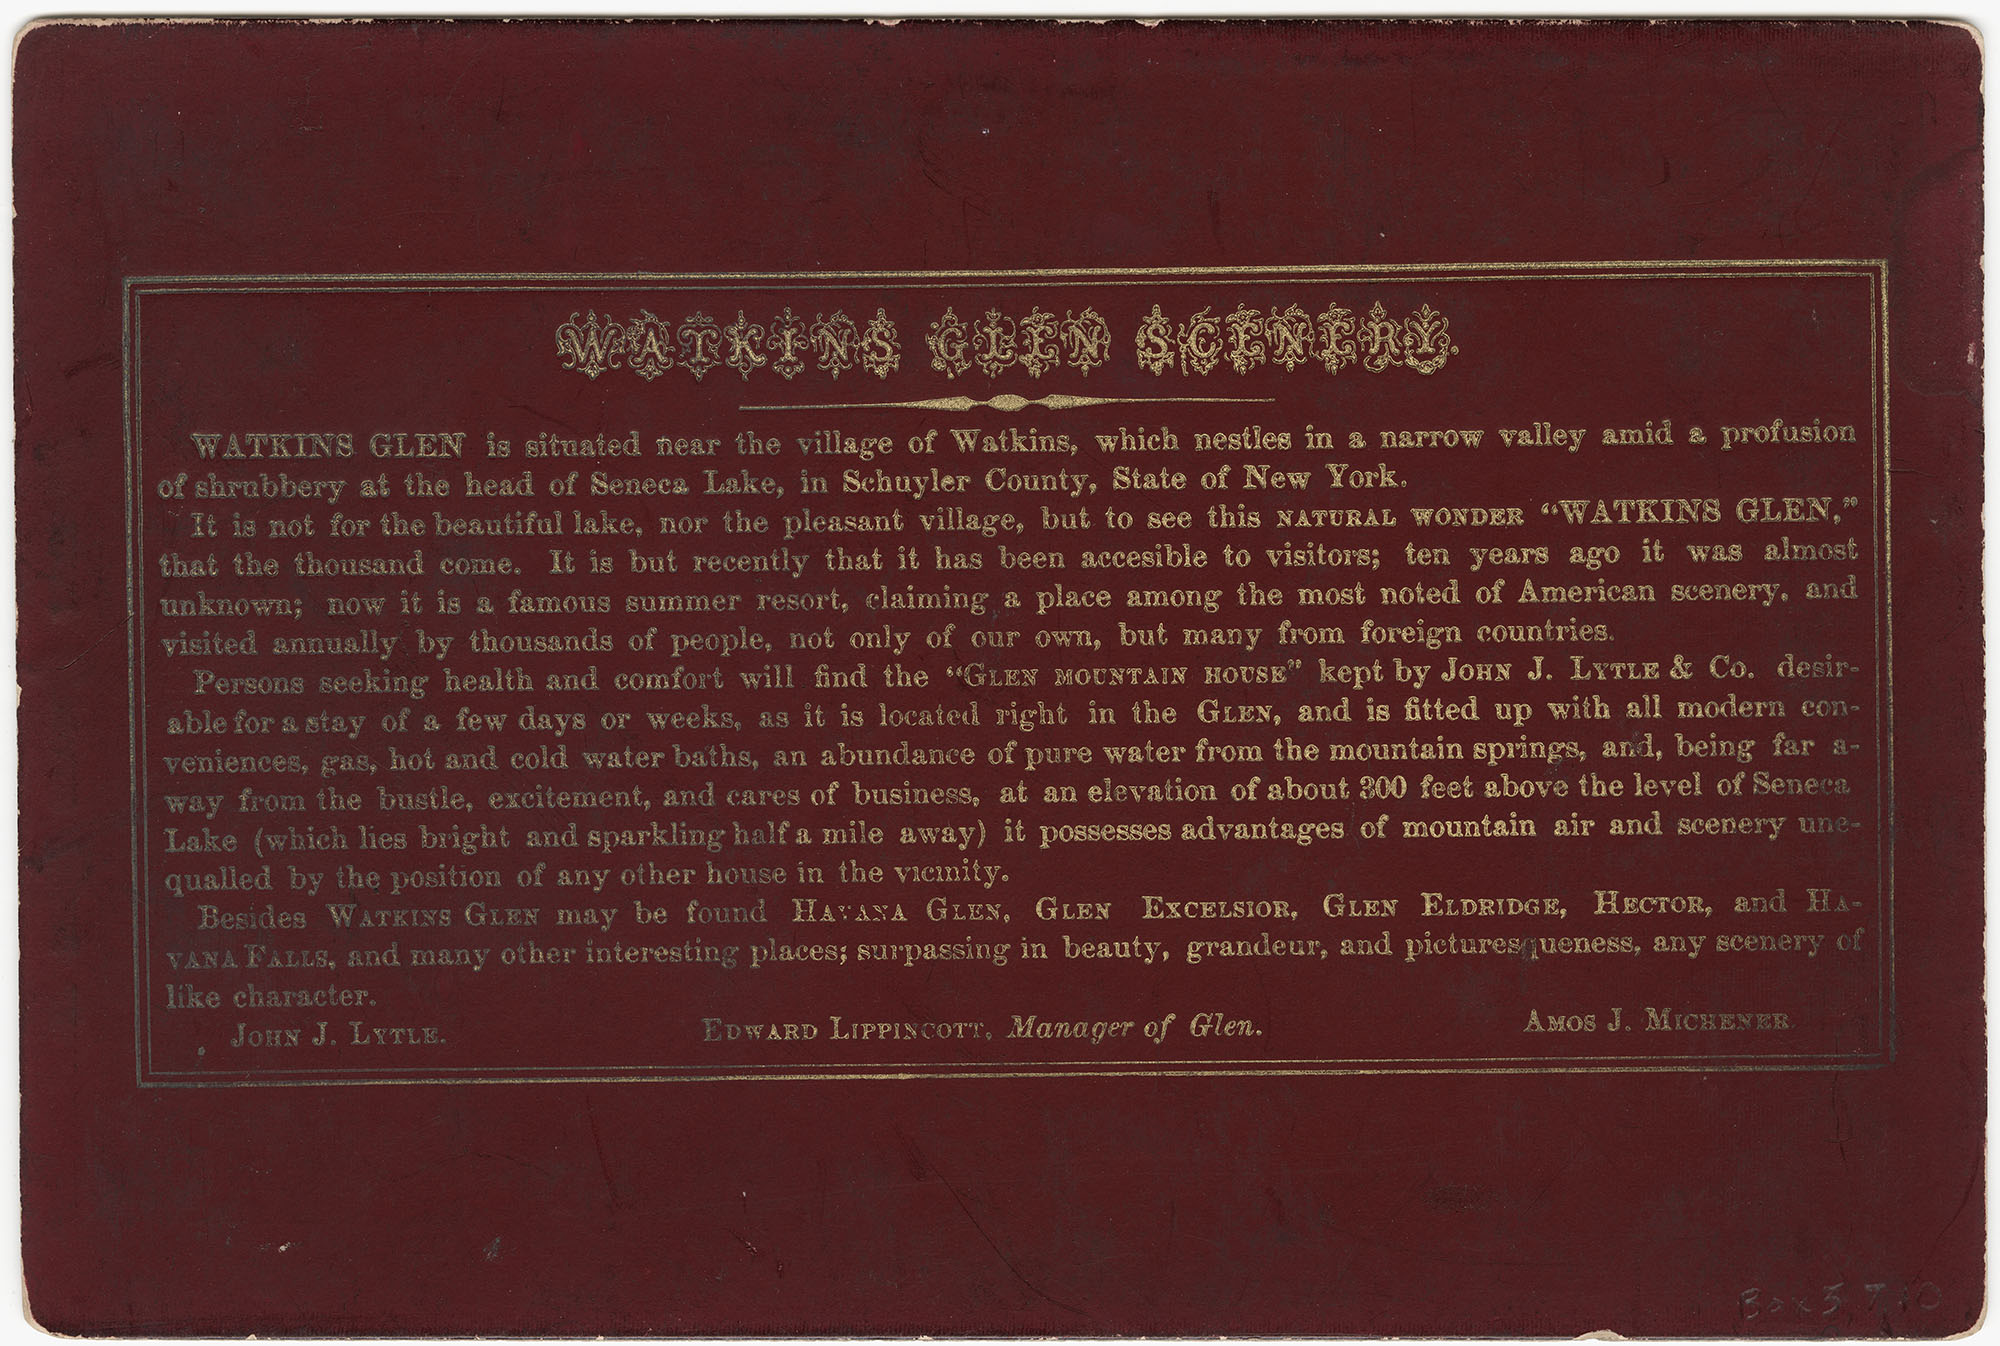 WATKINS GLEN SCENERY.
WATKINS GLEN is situated near the village of Watkins, which nestles in a narrow valley amid a profusion
of shrubbery at the head of Seneca Lake, in Schuyler County, State of New York.
It is not for the beautiful lake, nor the pleasant village, but to see this NATURAL WONDER "WATKINS GLEN,"
that the thousand come. It is but recently that it has been accesible to visitors; ten years ago it was almost
unknown; now it is a famous summer resort, claiming a place among the most noted of American scenery, and
visited annually by thousands of people, not only of our own, but many from foreign countries.
Persons seeking health and comfort will find the "GLEN MOUNTAIN HOUSE" kept by JOHN J. LYTLE & CO. desir-
able for a stay of a few days or weeks, as it is located right in the GLEN, and is fitted up with all modern con-
veniences, gas, hot and cold water baths, an abundance of pure water from the mountain springs, and, being far a-
way from the bustle, excitement, and cares of business, at an elevation of about 300 feet above the level of Seneca
Lake (which lies bright and sparkling half a mile away) it possesses advantages of mountain air and scenery une-
qualled by the position of any other house in the vicinity.
Besides WATKINS GLEN may be found HAVANA GLEN, GLEN EXCELSIOR, GLEN ELDRIDGE, HECTOR, and HA-
VANA FALLS, and many other interesting places; surpassing in beauty, grandeur, and picturesqueness, any scenery of
like character.
JOHN J. LYTLE. EDWARD LIPPINCOTT, Manager of Glen. AMOS J. MICHENER.
Box 5,7,10